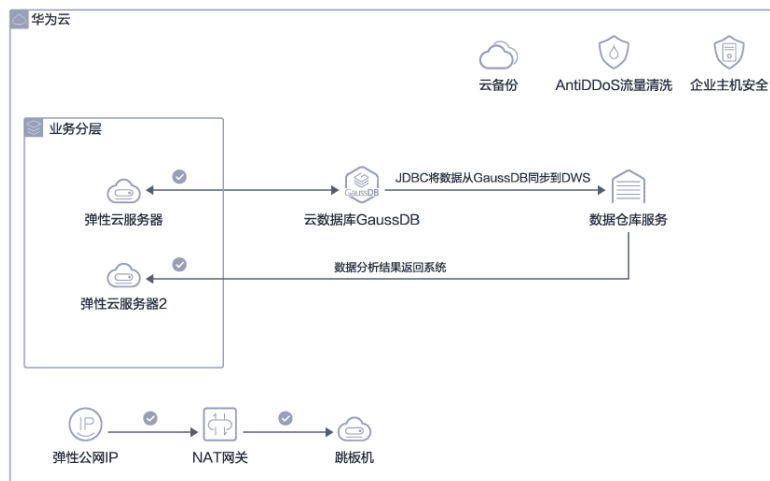 华为云
云备份
AntiDDoS流量清洗
企业主机安全
业务分层
弹性云服务器
GaussDB
云数据库GaussDB
JDBC将数据从GaussDB同步到DWS
数据仓库服务
弹性云服务器2
数据分析结果返回系统
IP
弹性公网IP
NAT网关
跳板机